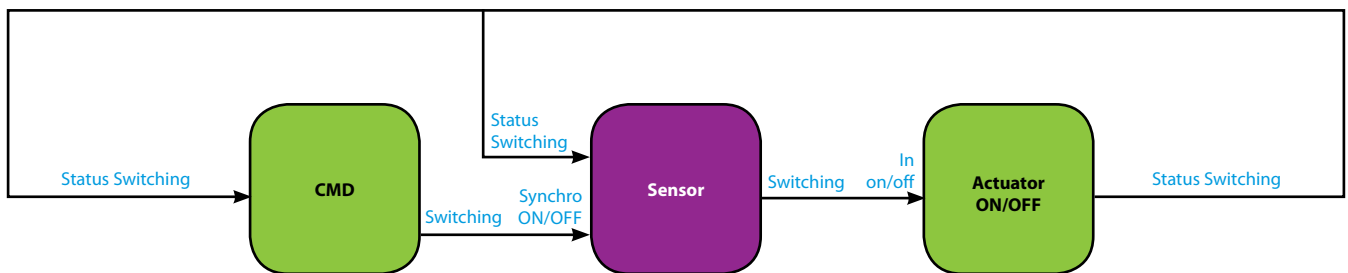 Status
Switching
Status Switching
CMD
Switching
Synchro
ON/OFF
Sensor
Switching
In
on/off
Actuator
ON/OFF
Status Switching